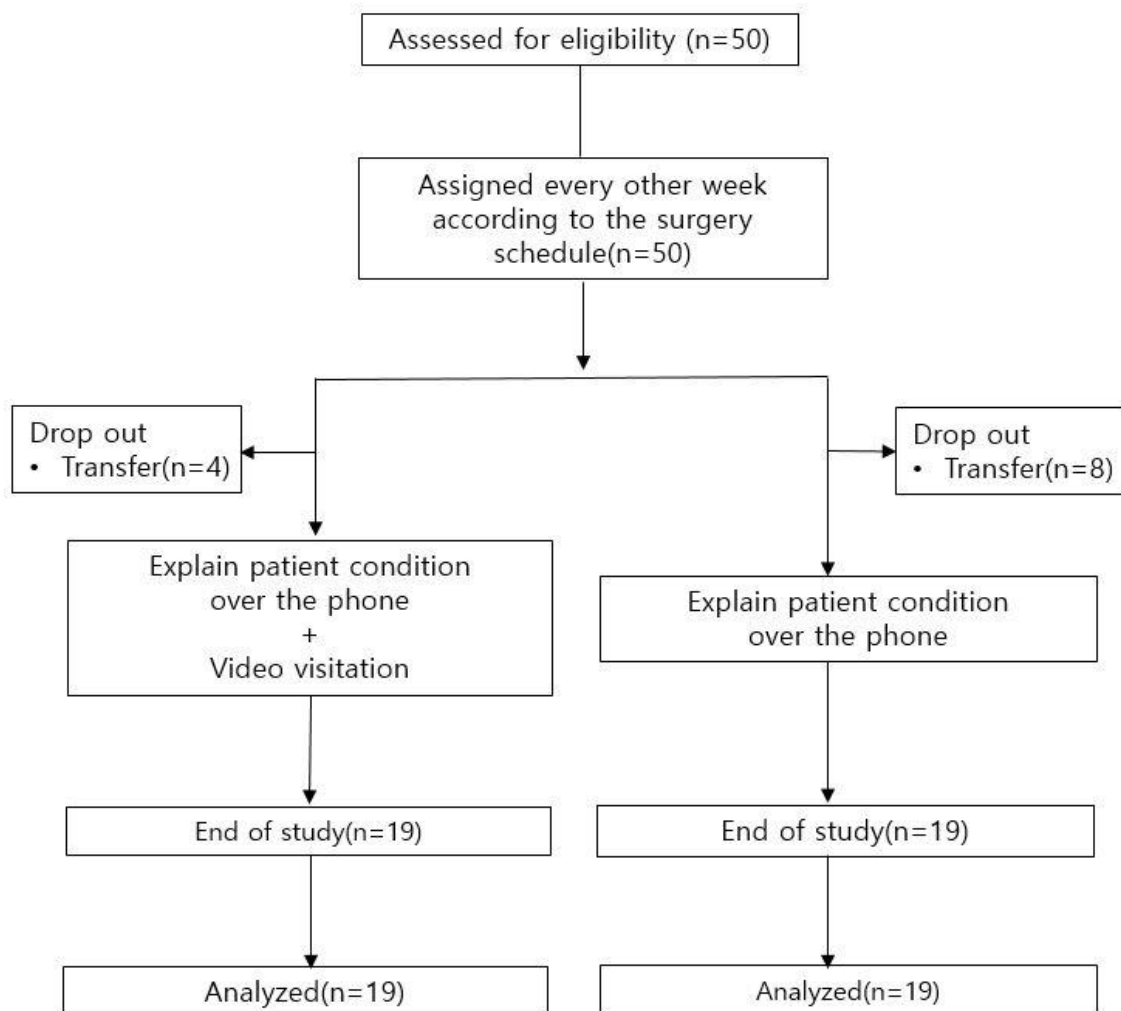 Assessed for eligibility (n=50)
Assigned every other week
according to the surgery
schedule(n=50)
Drop out
• Transfer(n=4)
Drop out
• Transfer(n=8)
Explain patient condition
over the phone
+
Video visitation
Explain patient condition
over the phone
End of study(n=19)
End of study(n=19)
Analyzed(n=19)
Analyzed(n=19)